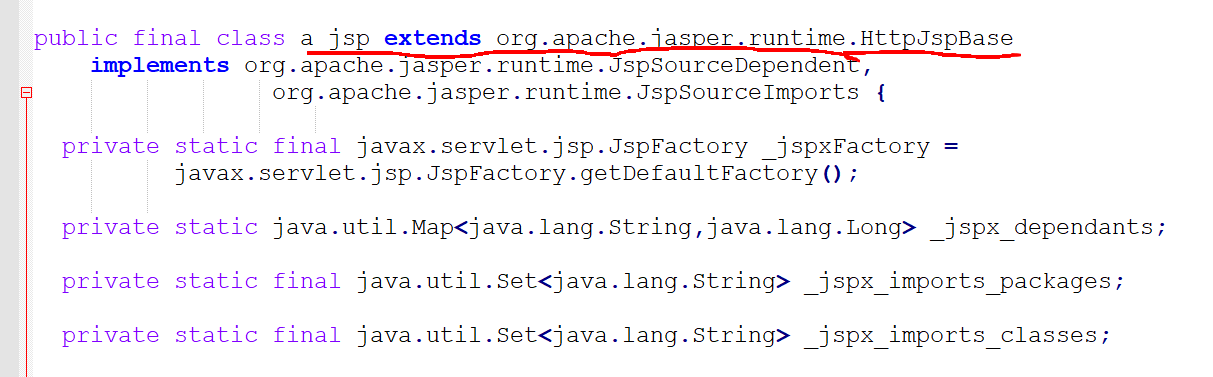 public final class a_jsp extends org.apache.jasper.runtime.HttpJspBase
implements org.apache.jasper.runtime.JspSourceDependent,
org.apache.jasper.runtime.JspSourceImports {
private static final javax.servlet.jsp.JspFactory _jspxFactory =
javax.servlet.jsp.JspFactory.getDefaultFactory();
private static java.util.Map<java.lang.String,java.lang.Long> _jspx_dependants;
private static final java.util.Set<java.lang.String> _jspx_imports_packages;
private static final java.util.Set<java.lang.String> _jspx_imports_classes;